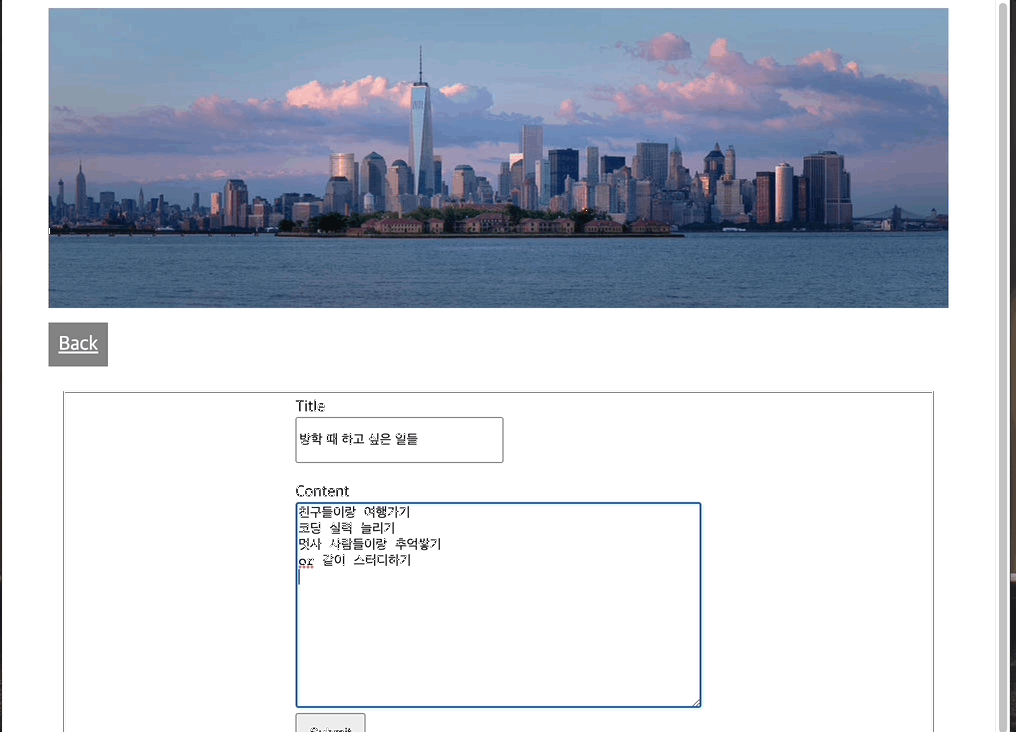 Back
Title
방학 때 하고 싶은 일들
Content
친구들이랑 여행가기
코딩 실력 늘리기
멋사 사람들이랑 추억쌓기
or 같이 스터디하기
Submit